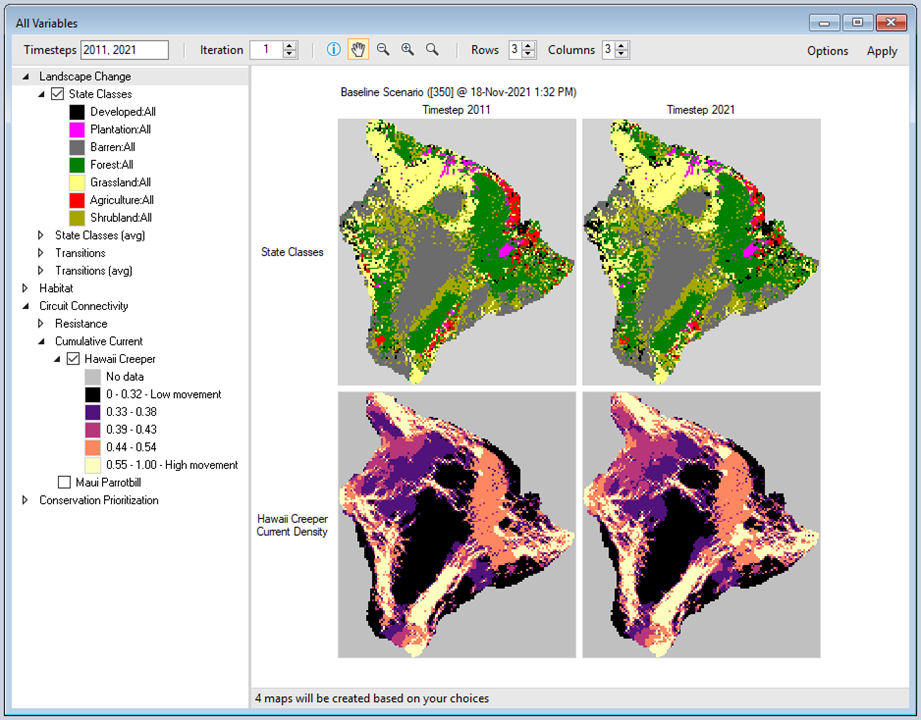 All Variables
Timesteps 2011, 2021 Iteration 1 Rows 3 Columns 3 Options Apply
Landscape Change
State Classes
Developed:All
Plantation:All
Barren:All
Forest:All
Grassland:All
Agriculture:All
Shrubland:All
State Classes (avg)
Transitions
Transitions (avg)
Habitat
Circuit Connectivity
Resistance
Cumulative Current
Hawaii Creeper
No data
0 - 0.32 - Low movement
0.33 - 0.38
0.39 - 0.43
0.44 - 0.54
0.55 - 1.00 - High movement
Maui Parrotbill
Conservation Prioritization
Baseline Scenario ([350] @ 18-Nov-2021 1:32 PM)
Timestep 2011 Timestep 2021
State Classes
Hawaii Creeper
Current Density
4 maps will be created based on your choices